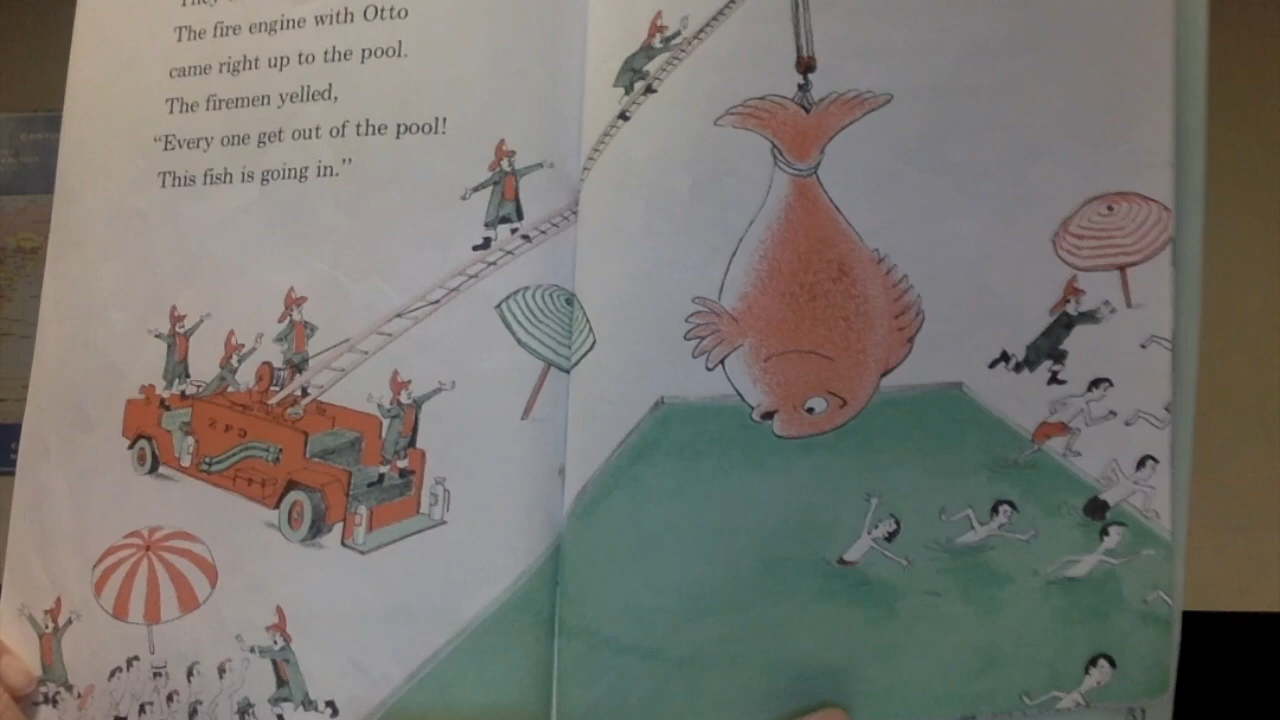 The fire engine with Otto
came right up to the pool.
The firemen yelled,
“Every one get out of the pool!
This fish is going in.”
ZPD